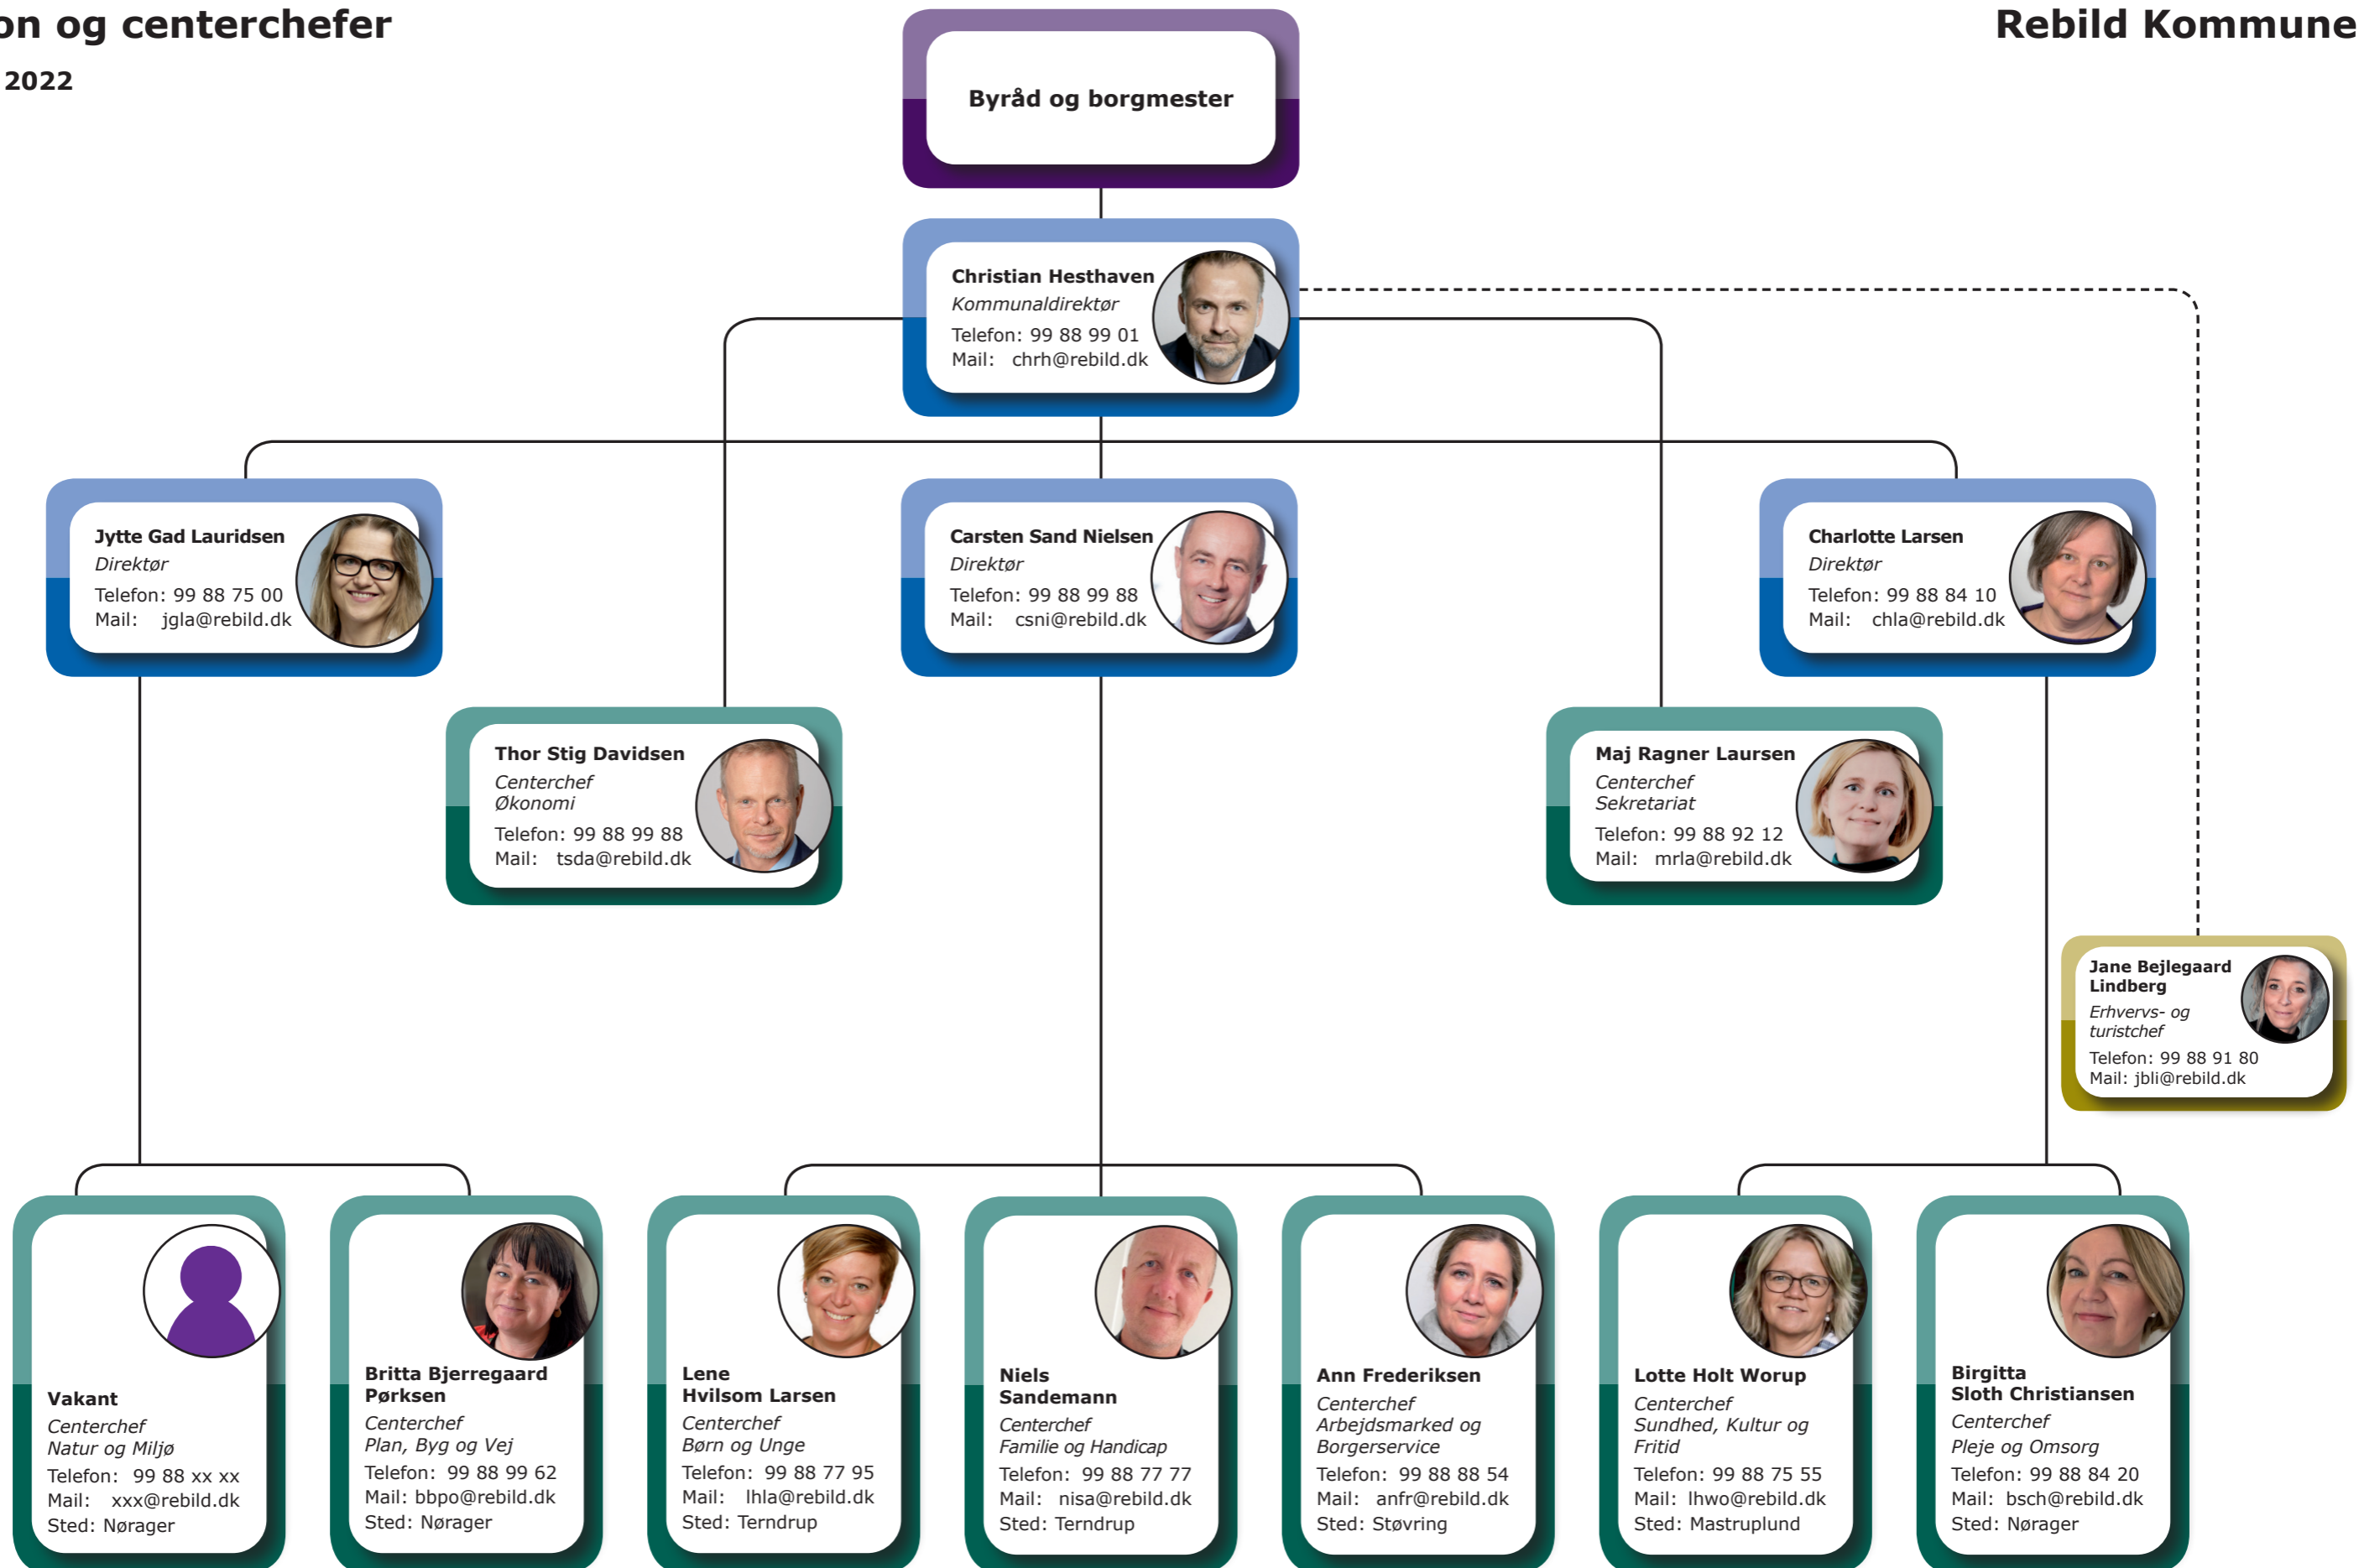 on og centerchefer
Rebild Kommune
2022
Byråd og borgmester
Christian Hesthaven
Kommunaldirektør
Telefon: 99 88 99 01
Mail: chrh@rebild.dk
Jytte Gad Lauridsen
Direktør
Telefon: 99 88 75 00
Mail: jgla@rebild.dk
Carsten Sand Nielsen
Direktør
Telefon: 99 88 99 88
Mail: csni@rebild.dk
Charlotte Larsen
Direktør
Telefon: 99 88 84 10
Mail: chla@rebild.dk
Thor Stig Davidsen
Centerchef
Økonomi
Telefon: 99 88 99 88
Mail: tsda@rebild.dk
Maj Ragner Laursen
Centerchef
Sekretariat
Telefon: 99 88 92 12
Mail: mrla@rebild.dk
Jane Bejlegaard
Lindberg
Erhvervs- og
turistchef
Telefon: 99 88 91 80
Mail: jbli@rebild.dk
Vakant
Centerchef
Natur og Miljø
Telefon: 99 88 xx xx
Mail: xxx@rebild.dk
Sted: Nørager
Britta Bjerregaard
Pørksen
Centerchef
Plan, Byg og Vej
Telefon: 99 88 99 62
Mail: bbpo@rebild.dk
Sted: Nørager
Lene
Hvilsom Larsen
Centerchef
Børn og Unge
Telefon: 99 88 77 95
Mail: lhla@rebild.dk
Sted: Terndrup
Niels
Sandemann
Centerchef
Familie og Handicap
Telefon: 99 88 77 77
Mail: nisa@rebild.dk
Sted: Terndrup
Ann Frederiksen
Centerchef
Arbejdsmarked og
Borgerservice
Telefon: 99 88 88 54
Mail: anfr@rebild.dk
Sted: Støvring
Lotte Holt Worup
Centerchef
Sundhed, Kultur og
Fritid
Telefon: 99 88 75 55
Mail: lhwo@rebild.dk
Sted: Mastruplund
Birgitta
Sloth Christiansen
Centerchef
Pleje og Omsorg
Telefon: 99 88 84 20
Mail: bsch@rebild.dk
Sted: Nørager